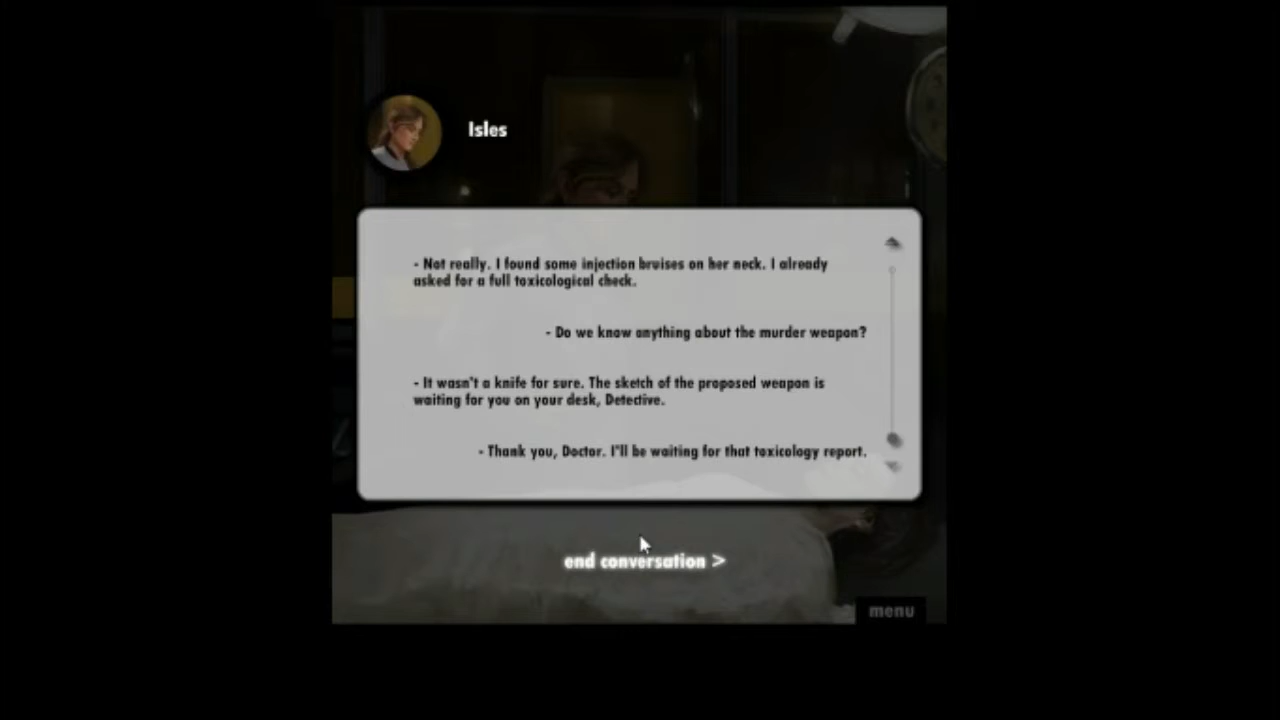 Isles
- Not really. I found some injection bruises on her neck. I already
asked for a full toxicological check.
- Do we know anything about the murder weapon?
- It wasn't a knife for sure. The sketch of the proposed weapon is
waiting for you on your desk, Detective.
- Thank you, Doctor. I'll be waiting for that toxicology report.
end conversation >
menu